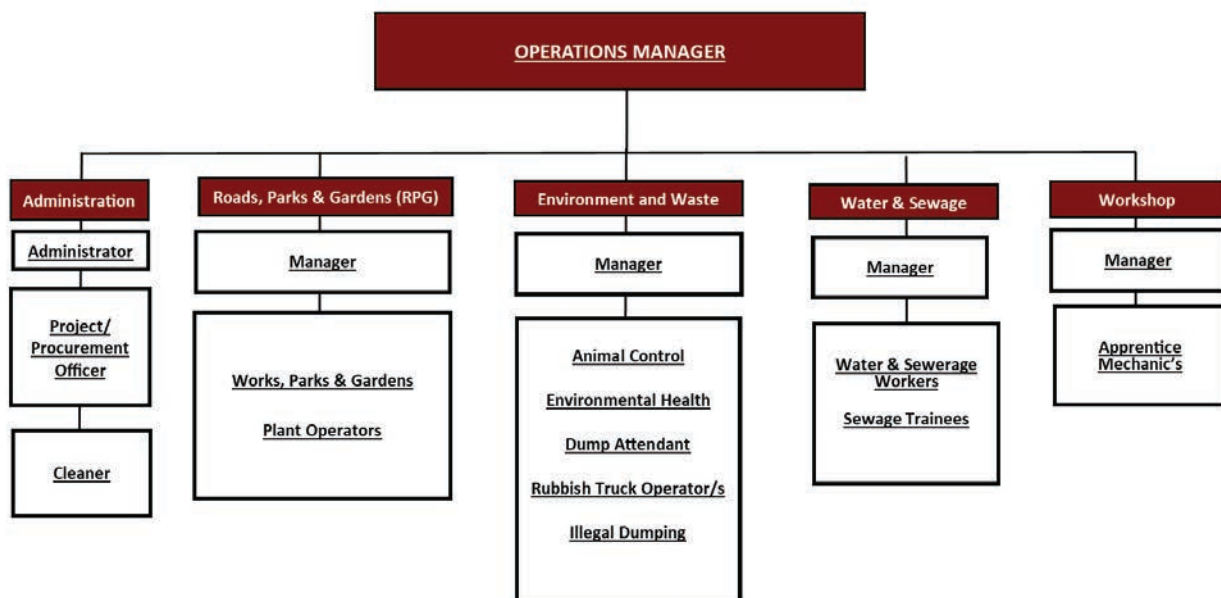 OPERATIONS MANAGER
Administration
Administrator
Project/
Procurement
Officer
Cleaner
Roads, Parks & Gardens (RPG)
Manager
Works, Parks & Gardens
Plant Operators
Environment and Waste
Manager
Animal Control
Environmental Health
Dump Attendant
Rubbish Truck Operator/s
Illegal Dumping
Water & Sewage
Manager
Water & Sewerage
Workers
Sewage Trainees
Workshop
Manager
Apprentice
Mechanic's